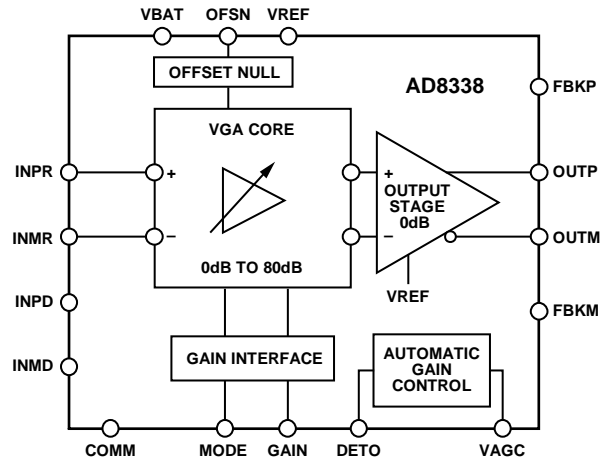 VBAT OFSN VREF
OFFSET NULL
AD8338
FBKP
VGA CORE
INPR + + OUTP
OUTPUT
STAGE
0dB
INMR − − OUTM
0dB TO 80dB
VREF
INPD
FBKM
GAIN INTERFACE
AUTOMATIC
GAIN
CONTROL
INMD
COMM MODE GAIN DETO VAGC